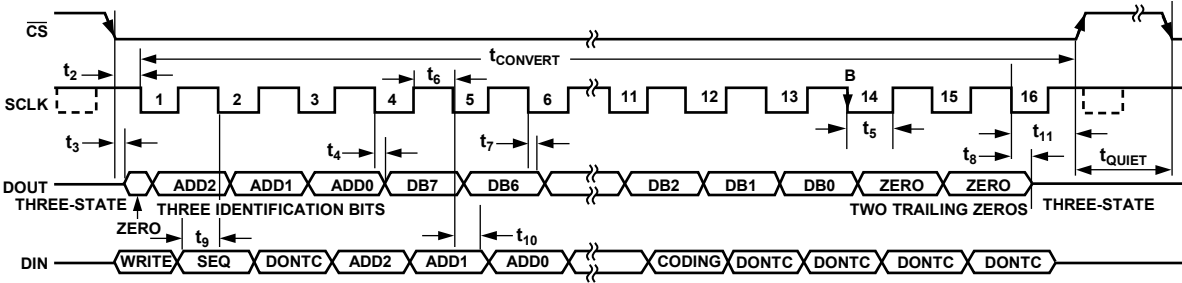 CS
t2
tCONVERT
t6
B
SCLK
1 2 3 4 5 6 11 12 13 14 15 16
t3
t4
t7
t5
t8
t11
tQUIET
DOUT
ADD2 ADD1 ADD0 DB7 DB6 DB2 DB1 DB0 ZERO ZERO
THREE-STATE
THREE IDENTIFICATION BITS
TWO TRAILING ZEROS
THREE-STATE
ZERO
t9
t10
DIN
WRITE SEQ DONTC ADD2 ADD1 ADD0 CODING DONTC DONTC DONTC DONTC